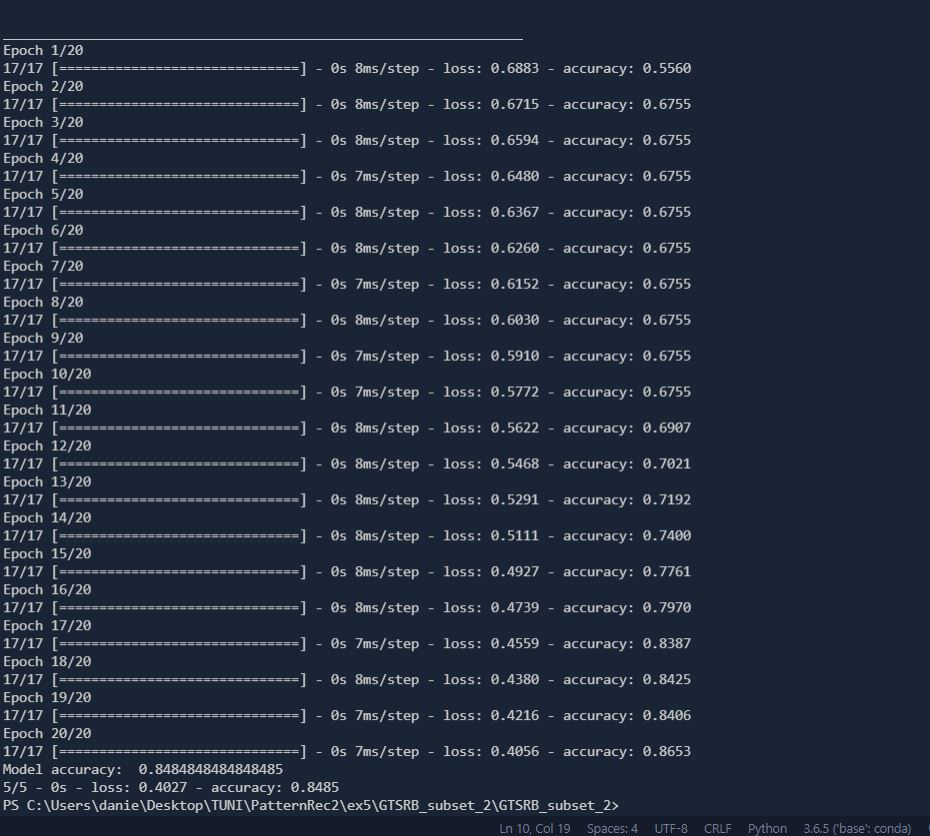 Epoch 1/20
17/17 [==============================] - 0s 8ms/step - loss: 0.6883 - accuracy: 0.5560
Epoch 2/20
17/17 [==============================] - 0s 8ms/step - loss: 0.6715 - accuracy: 0.6755
Epoch 3/20
17/17 [==============================] - 0s 8ms/step - loss: 0.6594 - accuracy: 0.6755
Epoch 4/20
17/17 [==============================] - 0s 7ms/step - loss: 0.6480 - accuracy: 0.6755
Epoch 5/20
17/17 [==============================] - 0s 8ms/step - loss: 0.6367 - accuracy: 0.6755
Epoch 6/20
17/17 [==============================] - 0s 8ms/step - loss: 0.6260 - accuracy: 0.6755
Epoch 7/20
17/17 [==============================] - 0s 7ms/step - loss: 0.6152 - accuracy: 0.6755
Epoch 8/20
17/17 [==============================] - 0s 8ms/step - loss: 0.6030 - accuracy: 0.6755
Epoch 9/20
17/17 [==============================] - 0s 7ms/step - loss: 0.5910 - accuracy: 0.6755
Epoch 10/20
17/17 [==============================] - 0s 7ms/step - loss: 0.5772 - accuracy: 0.6755
Epoch 11/20
17/17 [==============================] - 0s 8ms/step - loss: 0.5622 - accuracy: 0.6907
Epoch 12/20
17/17 [==============================] - 0s 8ms/step - loss: 0.5468 - accuracy: 0.7021
Epoch 13/20
17/17 [==============================] - 0s 8ms/step - loss: 0.5291 - accuracy: 0.7192
Epoch 14/20
17/17 [==============================] - 0s 8ms/step - loss: 0.5111 - accuracy: 0.7400
Epoch 15/20
17/17 [==============================] - 0s 8ms/step - loss: 0.4927 - accuracy: 0.7761
Epoch 16/20
17/17 [==============================] - 0s 8ms/step - loss: 0.4739 - accuracy: 0.7970
Epoch 17/20
17/17 [==============================] - 0s 7ms/step - loss: 0.4559 - accuracy: 0.8387
Epoch 18/20
17/17 [==============================] - 0s 8ms/step - loss: 0.4380 - accuracy: 0.8425
Epoch 19/20
17/17 [==============================] - 0s 7ms/step - loss: 0.4216 - accuracy: 0.8406
Epoch 20/20
17/17 [==============================] - 0s 7ms/step - loss: 0.4056 - accuracy: 0.8653
Model accuracy:  0.8484848484848485
5/5 - 0s - loss: 0.4027 - accuracy: 0.8485
PS C:\Users\danie\Desktop\TUNI\PatternRec2\ex5\GTSRB_subset_2\GTSRB_subset_2>
Ln 10, Col 19 Spaces: 4 UTF-8 CRLF Python 3.6.5 ('base': conda)